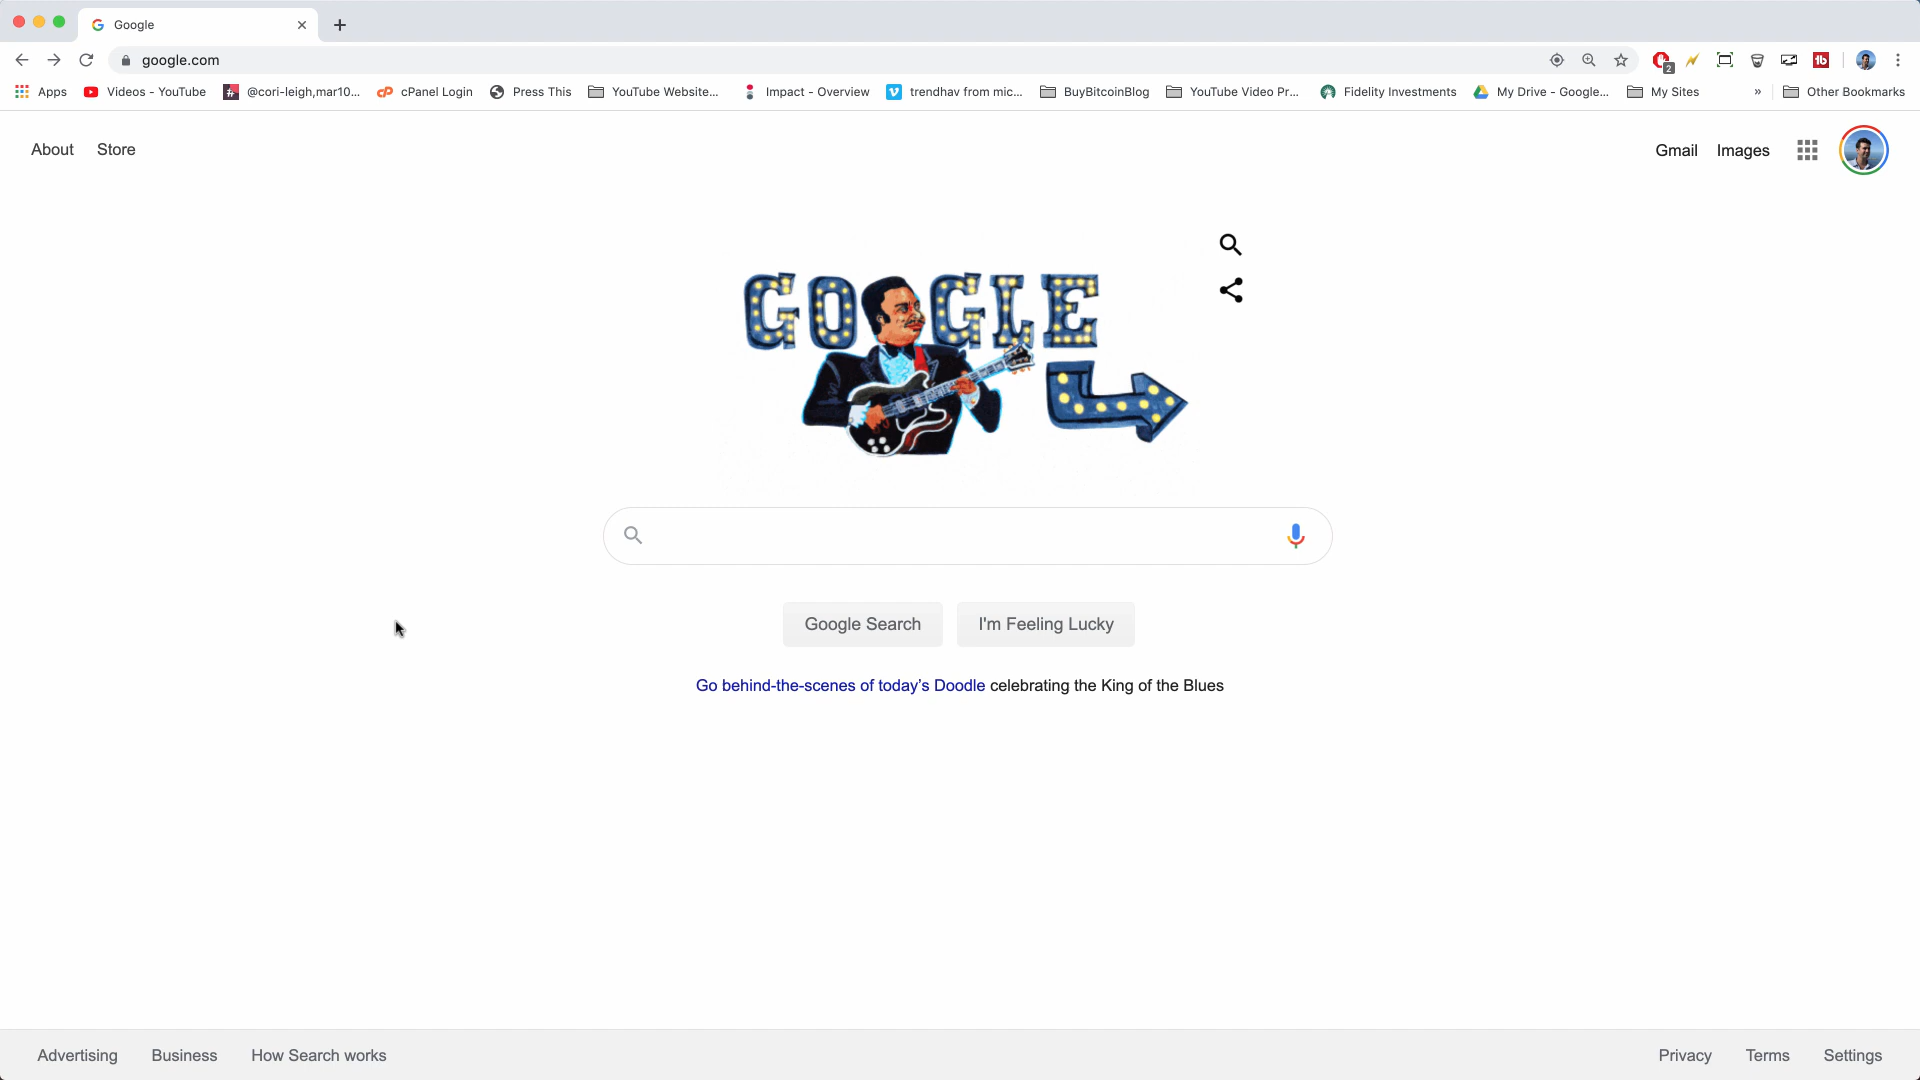 Google
google.com
2
Apps
Videos - YouTube
@cori-leigh,mar10...
cPanel Login
Press This
YouTube Website...
Impact - Overview
trendhav from mic...
BuyBitcoinBlog
YouTube Video Pr...
Fidelity Investments
My Drive - Google...
My Sites
»
Other Bookmarks
About
Store
Gmail
Images
GOOGLE
Google Search
I'm Feeling Lucky
Go behind-the-scenes of today's Doodle celebrating the King of the Blues
Advertising
Business
How Search works
Privacy
Terms
Settings